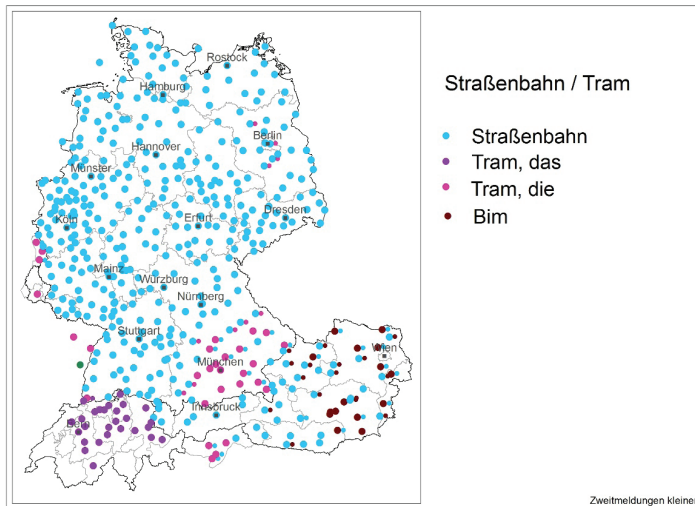 Rostock
Hamburg
Straßenbahn / Tram
Berlin
Straßenbahn
Hannover
Tram, das
Münster
Tram, die
Köln
Erfurt
Dresden
Bim
Mainz
Würzburg
Nürnberg
Stuttgart
Wien
München
Innsbruck
Bern
Zweitmeldungen kleiner